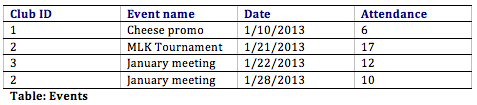 Club ID Event name Date Attendance
1 Cheese promo 1/10/2013 6
2 MLK Tournament 1/21/2013 17
3 January meeting 1/22/2013 12
2 January meeting 1/28/2013 10
Table: Events